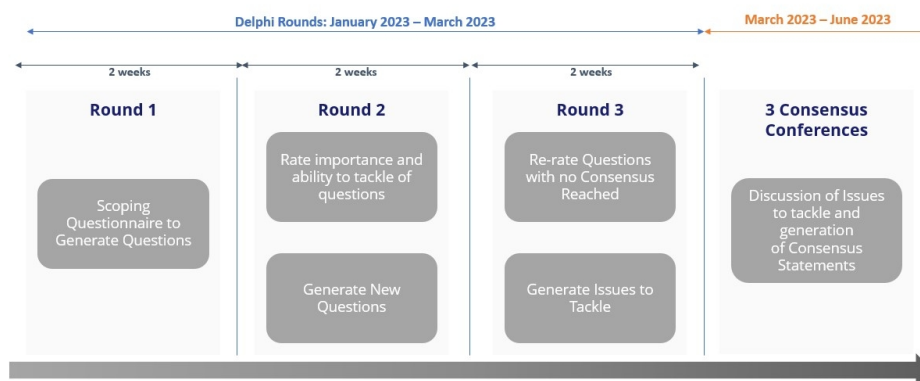 Delphi Rounds: January 2023 – March 2023
March 2023 – June 2023
2 weeks
2 weeks
2 weeks
Round 1
Scoping
Questionnaire to
Generate Questions
Round 2
Rate importance and
ability to tackle of
questions
Generate New
Questions
Round 3
Re-rate Questions
with no Consensus
Reached
Generate Issues to
Tackle
3 Consensus
Conferences
Discussion of Issues
to tackle and
generation
of Consensus
Statements